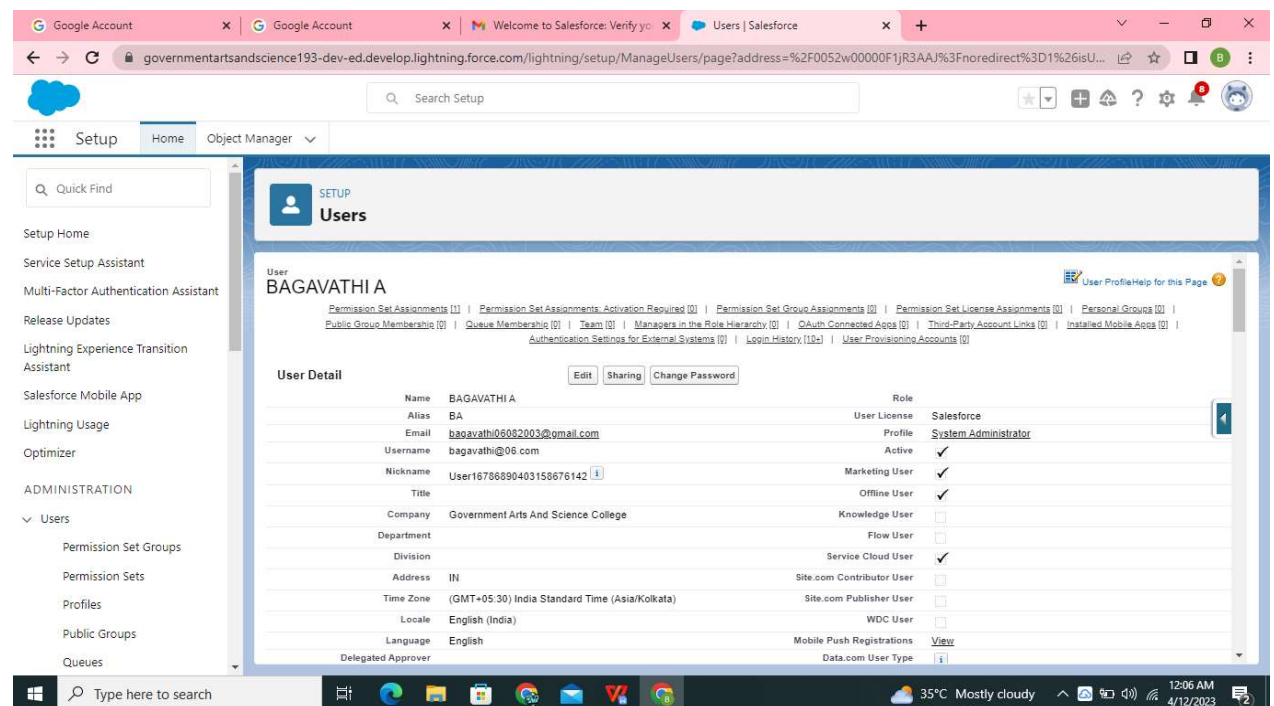 Google Account
Google Account
Welcome to Salesforce: Verify yo
Users | Salesforce
governmentartsandscience193-dev-ed.develop.lightning.force.com/lightning/setup/ManageUsers/page?address=%2F0052w00000F1jR3AAJ%3Fnoredirect%3D1%26isU...
B
Search Setup
8
Setup Home Object Manager
Quick Find
Setup Home
Service Setup Assistant
Multi-Factor Authentication Assistant
Release Updates
Lightning Experience Transition
Assistant
Salesforce Mobile App
Lightning Usage
Optimizer
ADMINISTRATION
Users
Permission Set Groups
Permission Sets
Profiles
Public Groups
Queues
SETUP
Users
User
BAGAVATHI A
User Profile Help for this Page
Permission Set Assignments [1] | Permission Set Assignments: Activation Required [0] | Permission Set Group Assignments [0] | Permission Set License Assignments [0] | Personal Groups [0] |
Public Group Membership [0] | Queue Membership [0] | Team [0] | Managers in the Role Hierarchy [0] | OAuth Connected Apps [0] | Third-Party Account Links [0] | Installed Mobile Apps [0] |
Authentication Settings for External Systems [0] | Login History [10+] | User Provisioning Accounts [0]
User Detail Edit Sharing Change Password
Name BAGAVATHI A Role
Alias BA User License Salesforce
Email bagavathi06082003@gmail.com Profile System Administrator
Username bagavathi@06.com Active ✓
Nickname User16786890403158676142 i Marketing User ✓
Title Offline User ✓
Company Government Arts And Science College Knowledge User
Department Flow User
Division Service Cloud User ✓
Address IN Site.com Contributor User
Time Zone (GMT+05:30) India Standard Time (Asia/Kolkata) Site.com Publisher User
Locale English (India) WDC User
Language English Mobile Push Registrations View
Delegated Approver Data.com User Type i
Type here to search
35°C Mostly cloudy
12:06 AM
4/12/2023
2